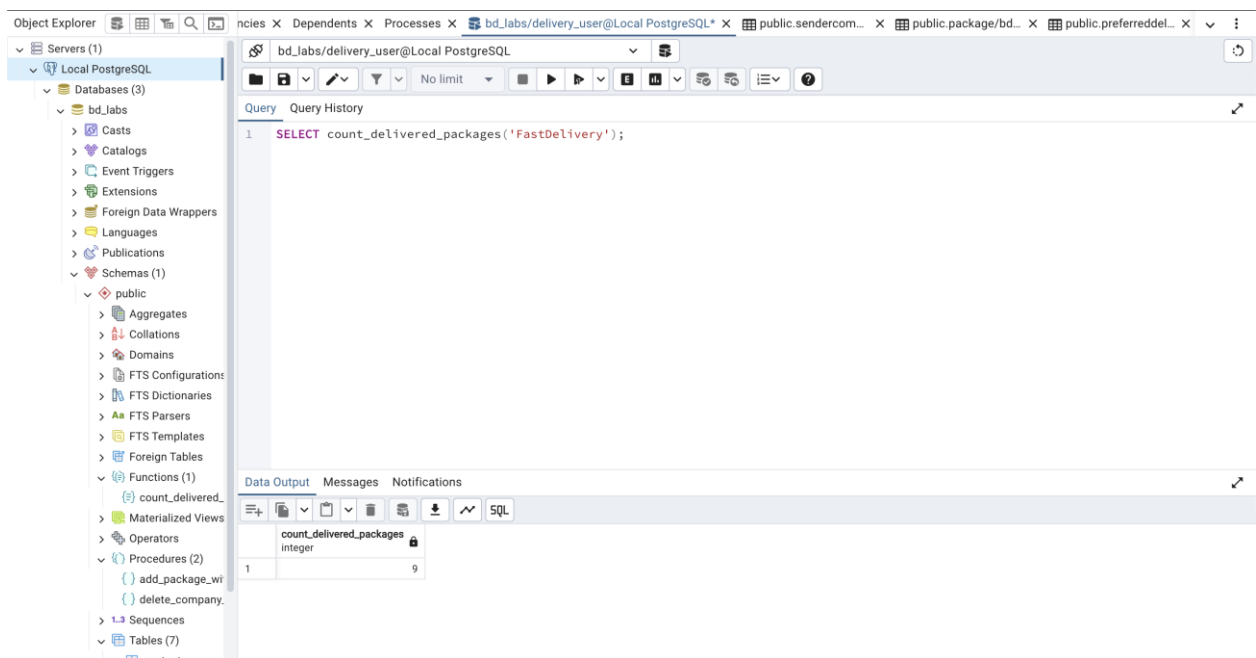 Object Explorer
ncies Dependents Processes bd_labs/delivery_user@Local PostgreSQL* public.sendercom... public.package/bd... public.preferreddel...
Servers (1)
Local PostgreSQL
Databases (3)
bd_labs
Casts
Catalogs
Event Triggers
Extensions
Foreign Data Wrappers
Languages
Publications
Schemas (1)
public
Aggregates
Collations
Domains
FTS Configurations
FTS Dictionaries
Aa FTS Parsers
FTS Templates
Foreign Tables
Functions (1)
count_delivered_
Materialized Views
Operators
Procedures (2)
add_package_wi
delete_company_
1..3 Sequences
Tables (7)
bd_labs/delivery_user@Local PostgreSQL
No limit
E
Query Query History
1 SELECT count_delivered_packages('FastDelivery');
Data Output Messages Notifications
SQL
count_delivered_packages
integer
1 9